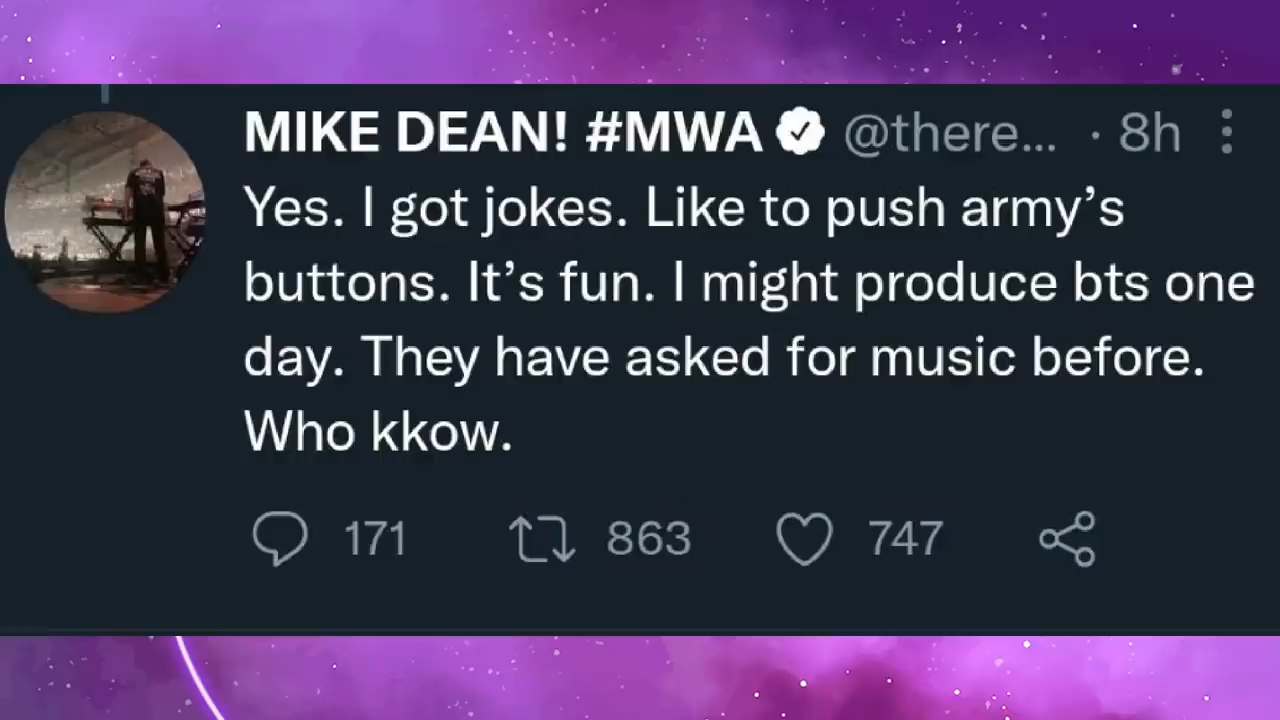 MIKE DEAN! #MWA @there... · 8h
Yes. I got jokes. Like to push army’s
buttons. It’s fun. I might produce bts one
day. They have asked for music before.
Who kkow.
171 863 747